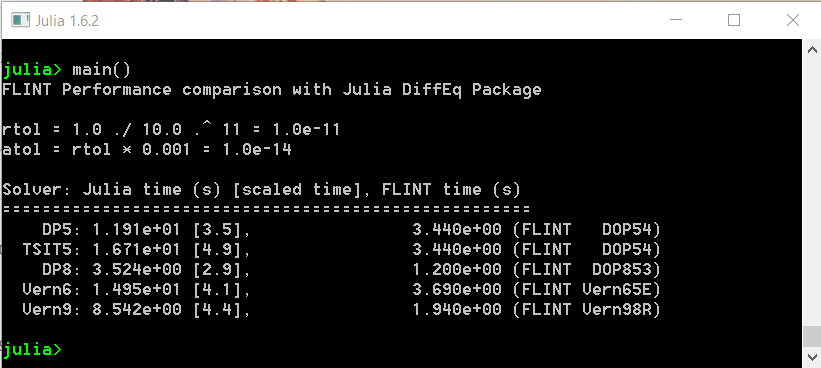 Julia 1.6.2
julia> main()
FLINT Performance comparison with Julia DiffEq Package
rtol = 1.0 ./ 10.0 .^ 11 = 1.0e-11
atol = rtol * 0.001 = 1.0e-14
Solver: Julia time (s) [scaled time], FLINT time (s)
=====================================================
DP5: 1.191e+01 [3.5], 3.440e+00 (FLINT DOP54)
TSIT5: 1.671e+01 [4.9], 3.440e+00 (FLINT DOP54)
DP8: 3.524e+00 [2.9], 1.200e+00 (FLINT DOP853)
Vern6: 1.495e+01 [4.1], 3.690e+00 (FLINT Vern65E)
Vern9: 8.542e+00 [4.4], 1.940e+00 (FLINT Vern98R)
julia>